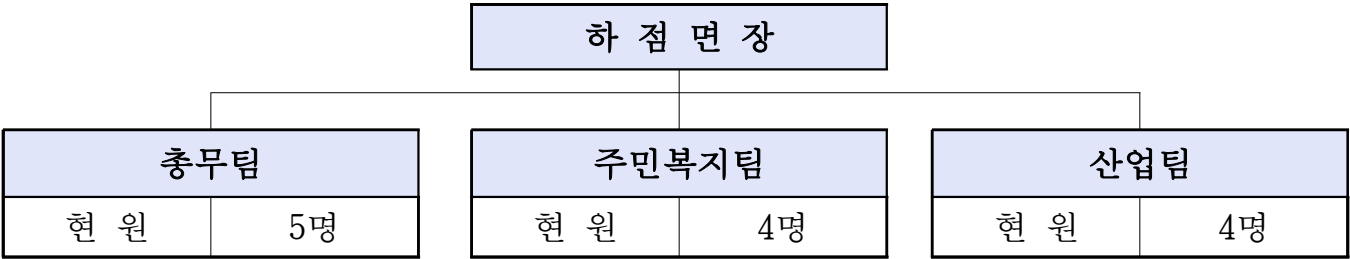 하 점 면 장
총무팀 주민복지팀 산업팀
현 원 5명 현 원 4명 현 원 4명